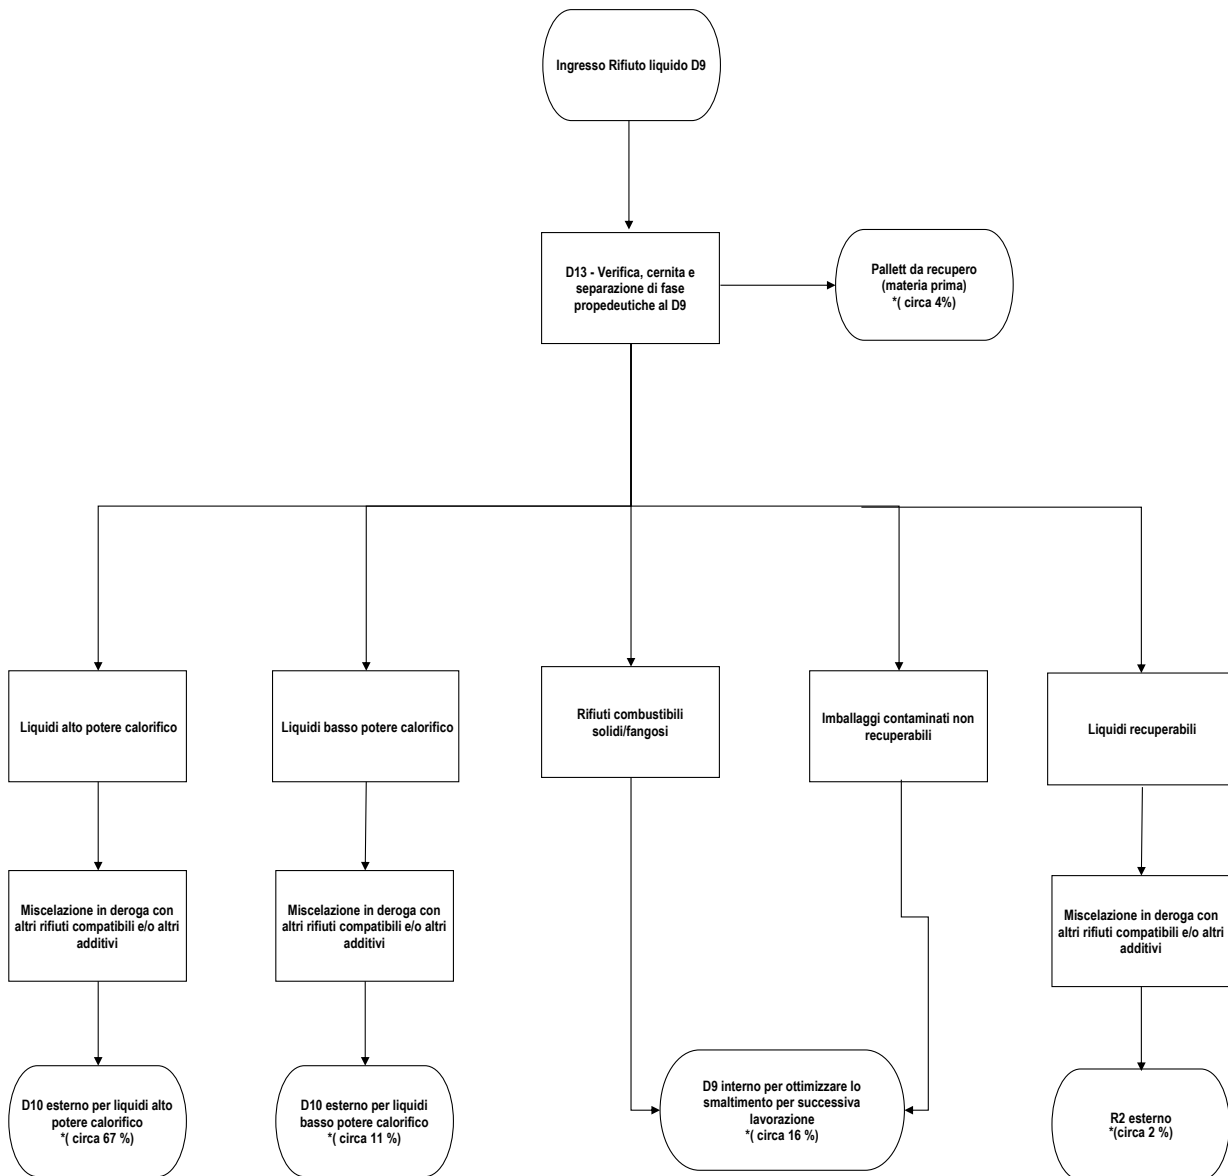 Ingresso Rifiuto liquido D9
D13 - Verifica, cernita e
separazione di fase
propedeutiche al D9
Pallett da recupero
(materia prima)
*( circa 4%)
Liquidi alto potere calorifico
Liquidi basso potere calorifico
Rifiuti combustibili
solidi/fangosi
Imballaggi contaminati non
recuperabili
Liquidi recuperabili
Miscelazione in deroga con
altri rifiuti compatibili e/o altri
additivi
Miscelazione in deroga con
altri rifiuti compatibili e/o altri
additivi
Miscelazione in deroga con
altri rifiuti compatibili e/o altri
additivi
D10 esterno per liquidi alto
potere calorifico
*( circa 67 %)
D10 esterno per liquidi
basso potere calorifico
*( circa 11 %)
D9 interno per ottimizzare lo
smaltimento per successiva
lavorazione
*( circa 16 %)
R2 esterno
*(circa 2 %)